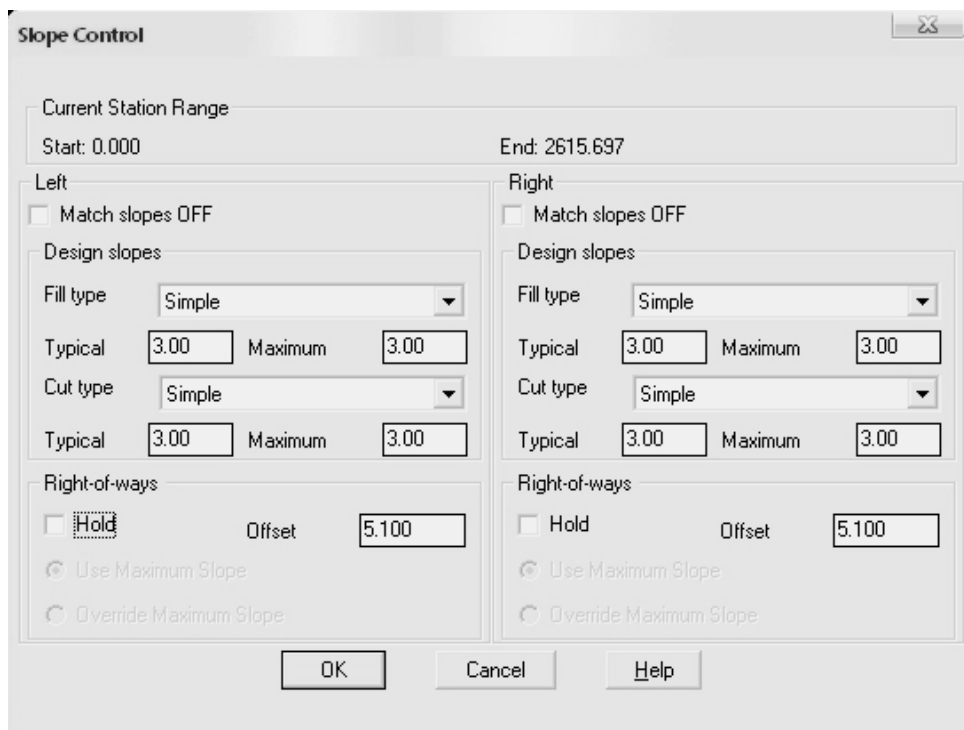 Slope Control
Current Station Range
Start: 0.000 End: 2615.697
Left
Match slopes OFF
Design slopes
Fill type Simple
Typical 3.00 Maximum 3.00
Cut type Simple
Typical 3.00 Maximum 3.00
Right-of-ways
Hold Offset 5.100
Use Maximum Slope
Override Maximum Slope
Right
Match slopes OFF
Design slopes
Fill type Simple
Typical 3.00 Maximum 3.00
Cut type Simple
Typical 3.00 Maximum 3.00
Right-of-ways
Hold Offset 5.100
Use Maximum Slope
Override Maximum Slope
OK Cancel Help